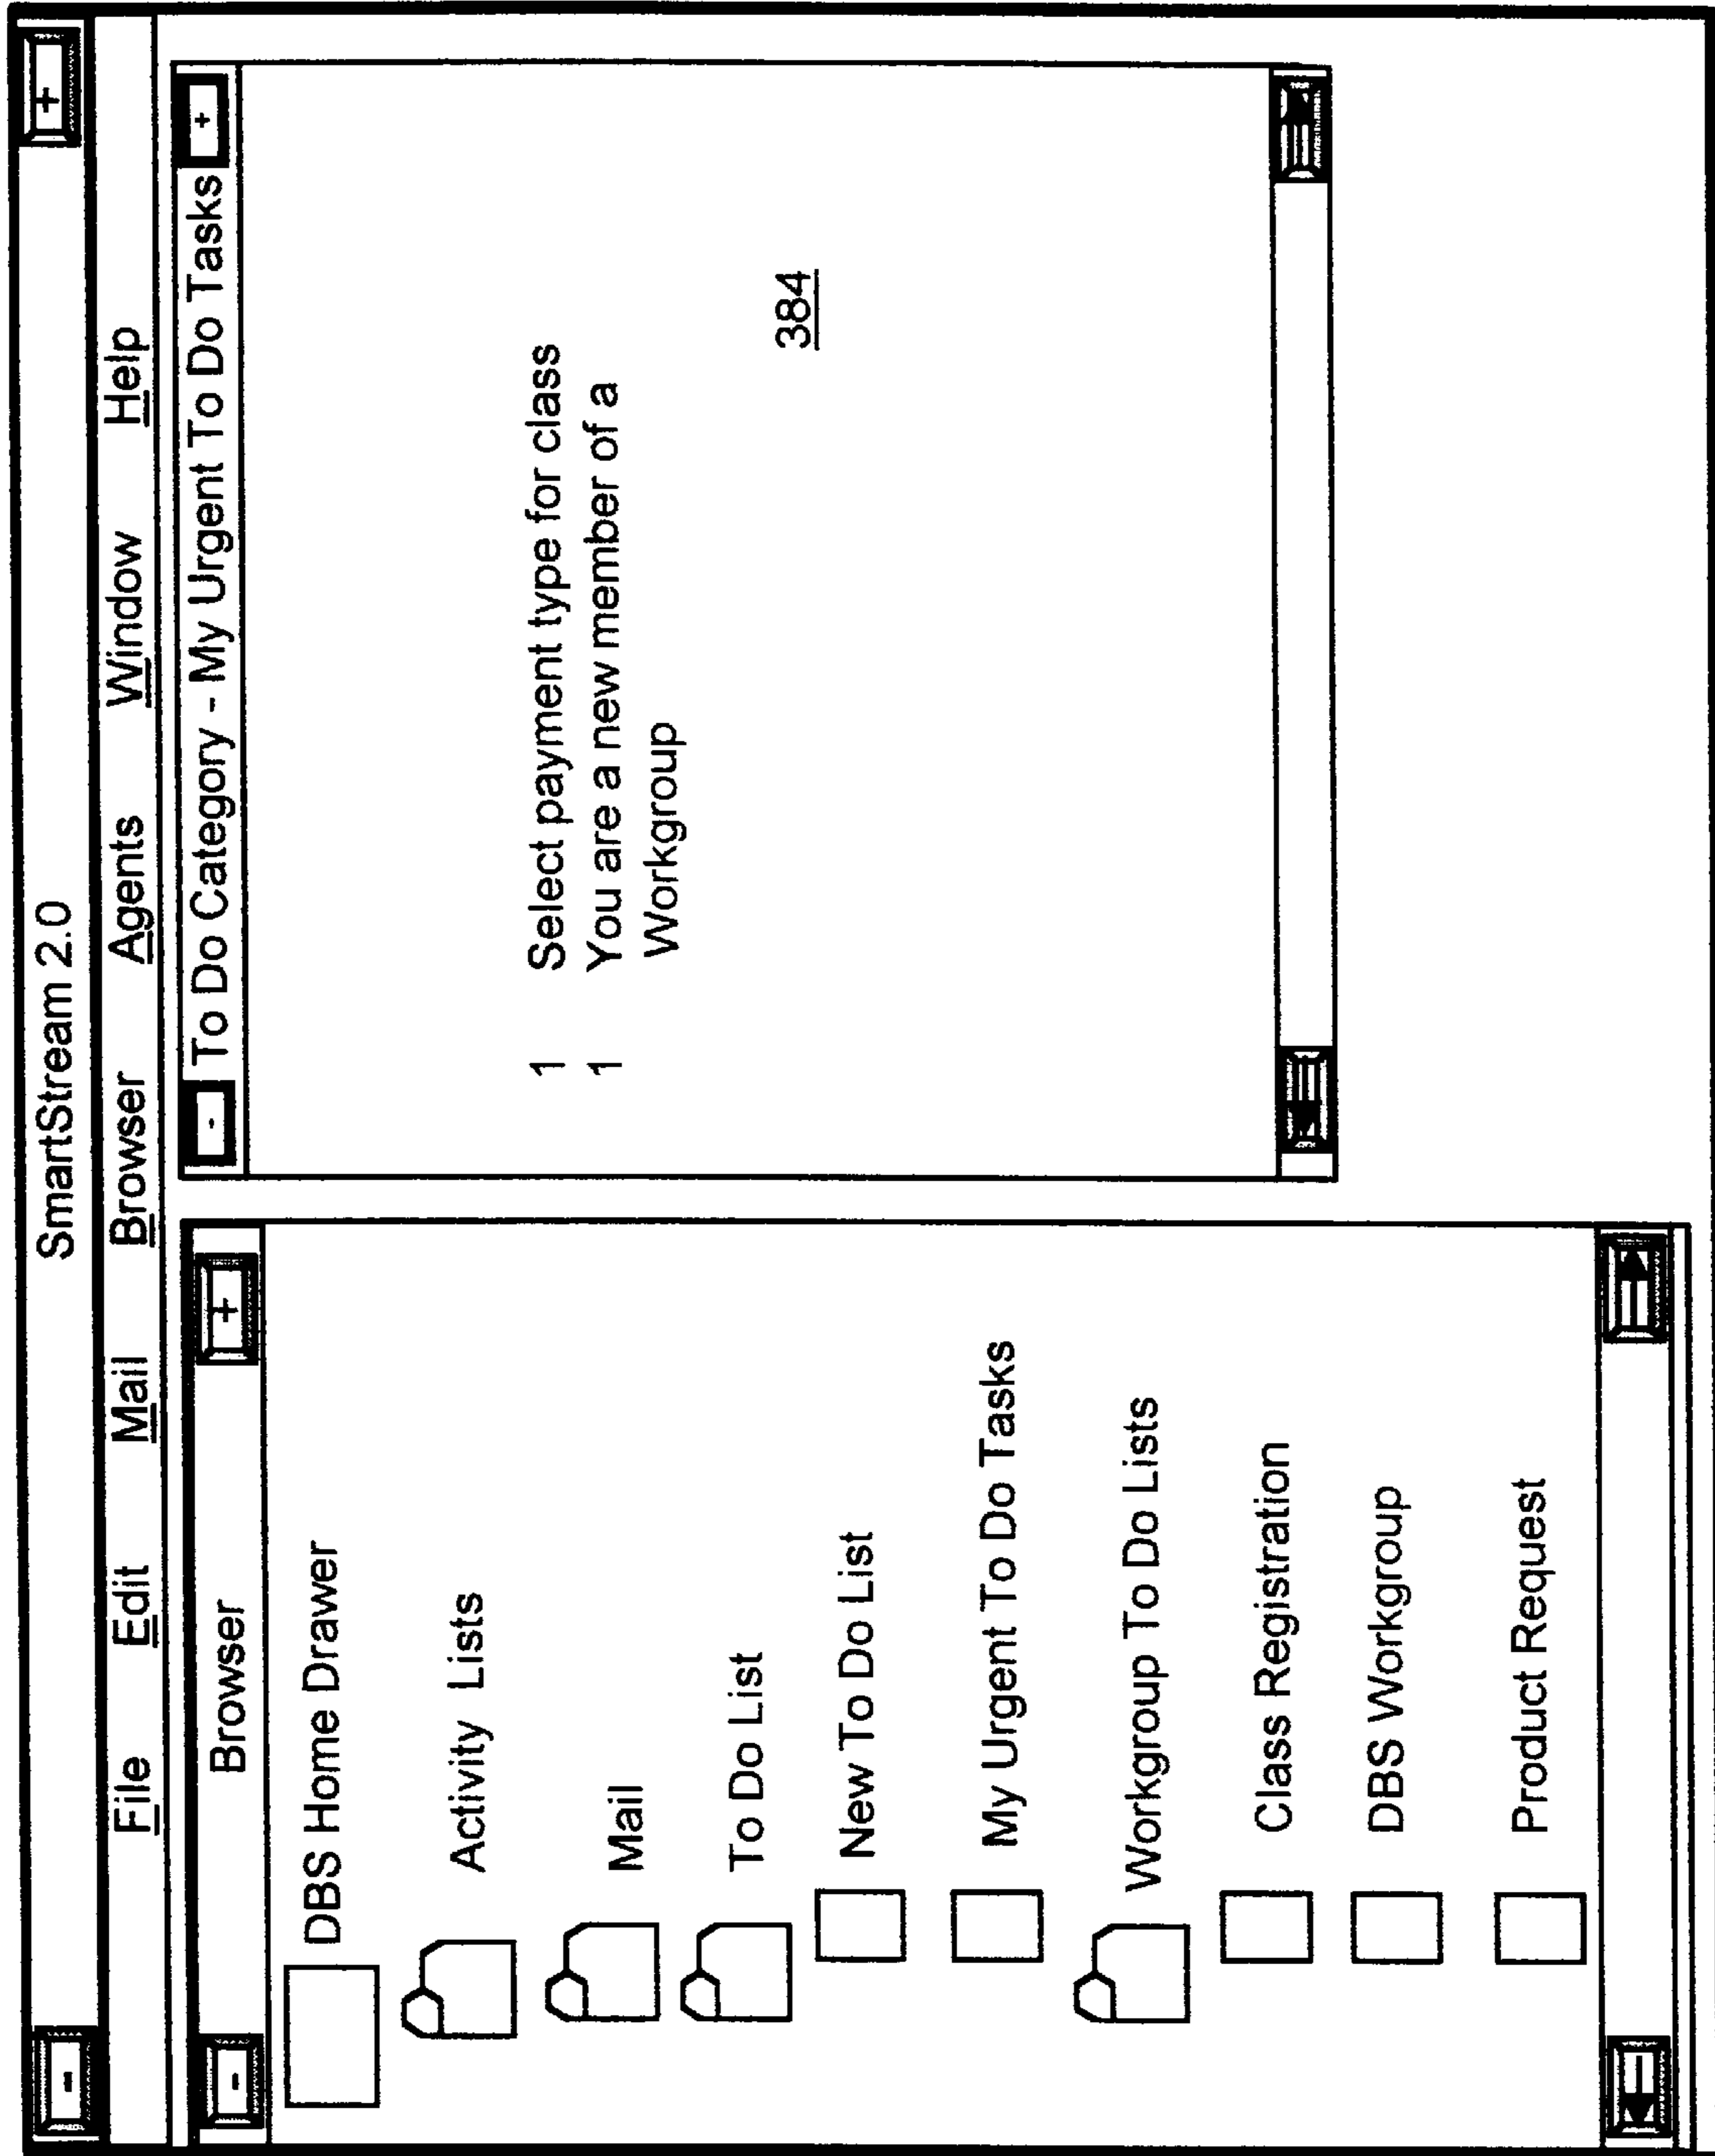 SmartStream 2.0
File Edit Mail Browser Agents Window Help
Browser
DBS Home Drawer
Activity Lists
Mail
To Do List
New To Do List
My Urgent To Do Tasks
Workgroup To Do Lists
Class Registration
DBS Workgroup
Product Request
To Do Category - My Urgent To Do Tasks
1 Select payment type for class
1 You are a new member of a
Workgroup
384